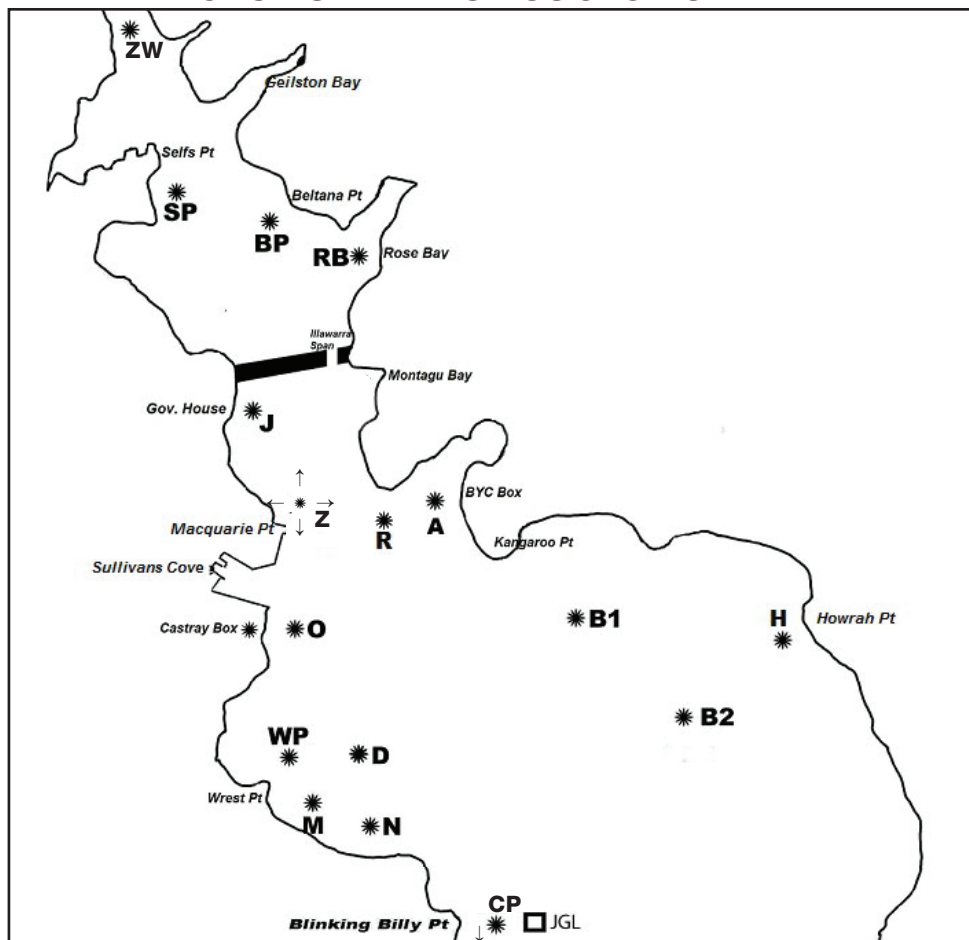 ZW
Geilston Bay
Selfs Pt
Beltana Pt
SP
BP
RB
Rose Bay
Illawarra
Span
Montagu Bay
Gov. House
J
BYC Box
Z
A
Macquarie Pt
R
Kangaroo Pt
Sullivans Cove
B1
H
Howrah Pt
Castray Box
O
B2
WP
D
Wrest Pt
M
N
CP
Blinking Billy Pt
JGL